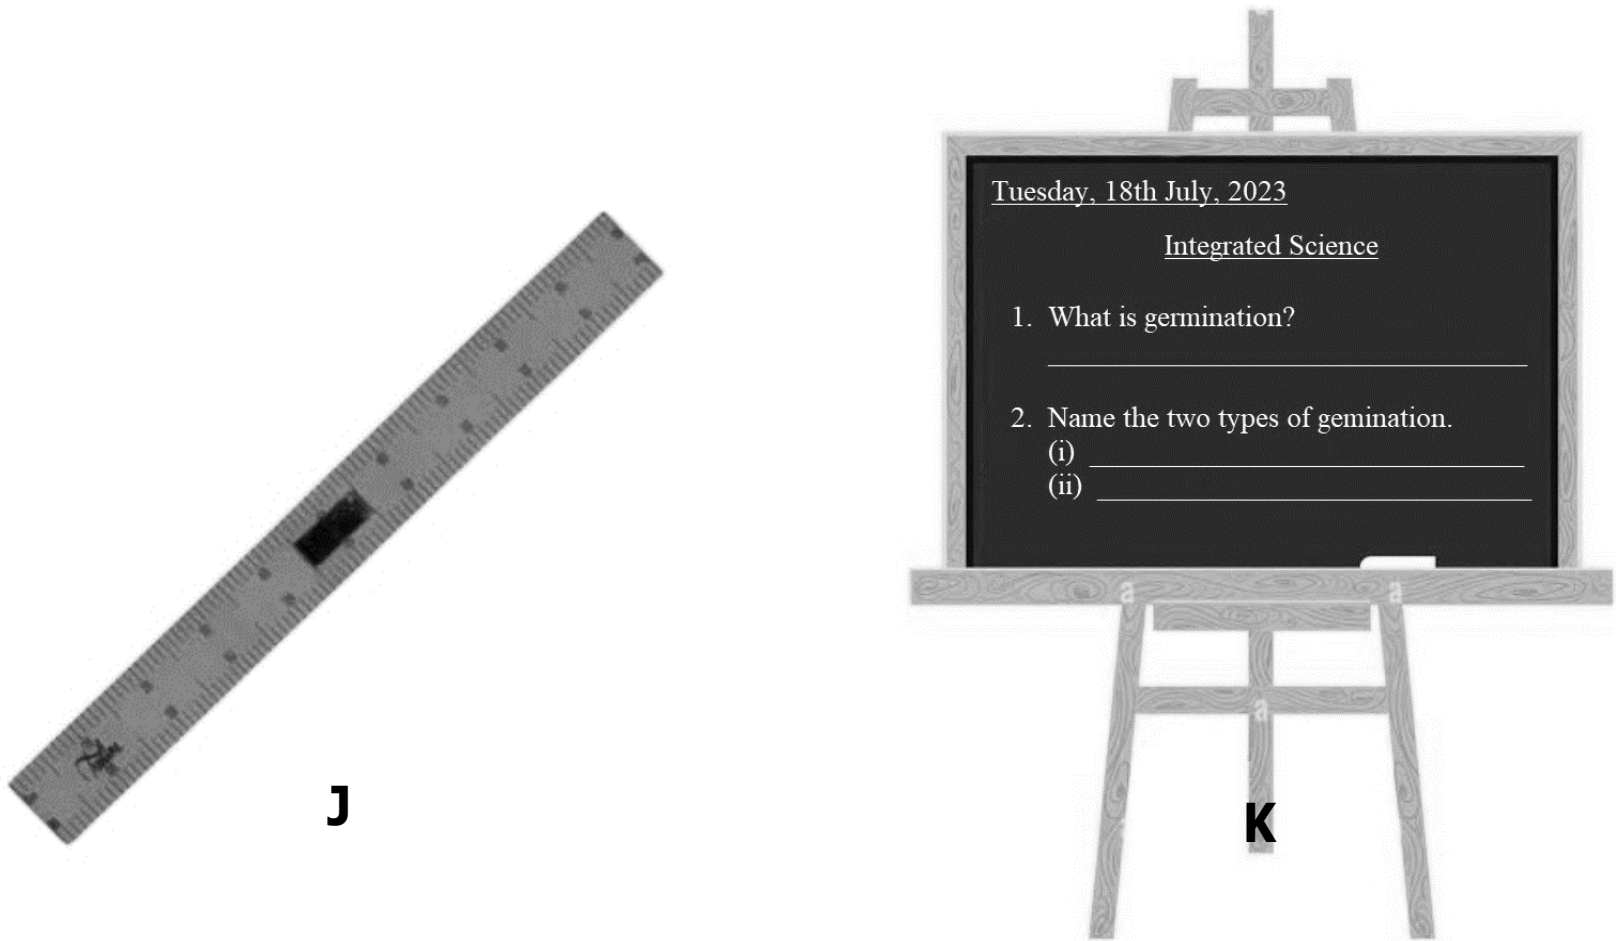 Tuesday, 18th July, 2023
Integrated Science
1. What is germination?
2. Name the two types of gemination.
(i)
(ii)
a a
a
J
K